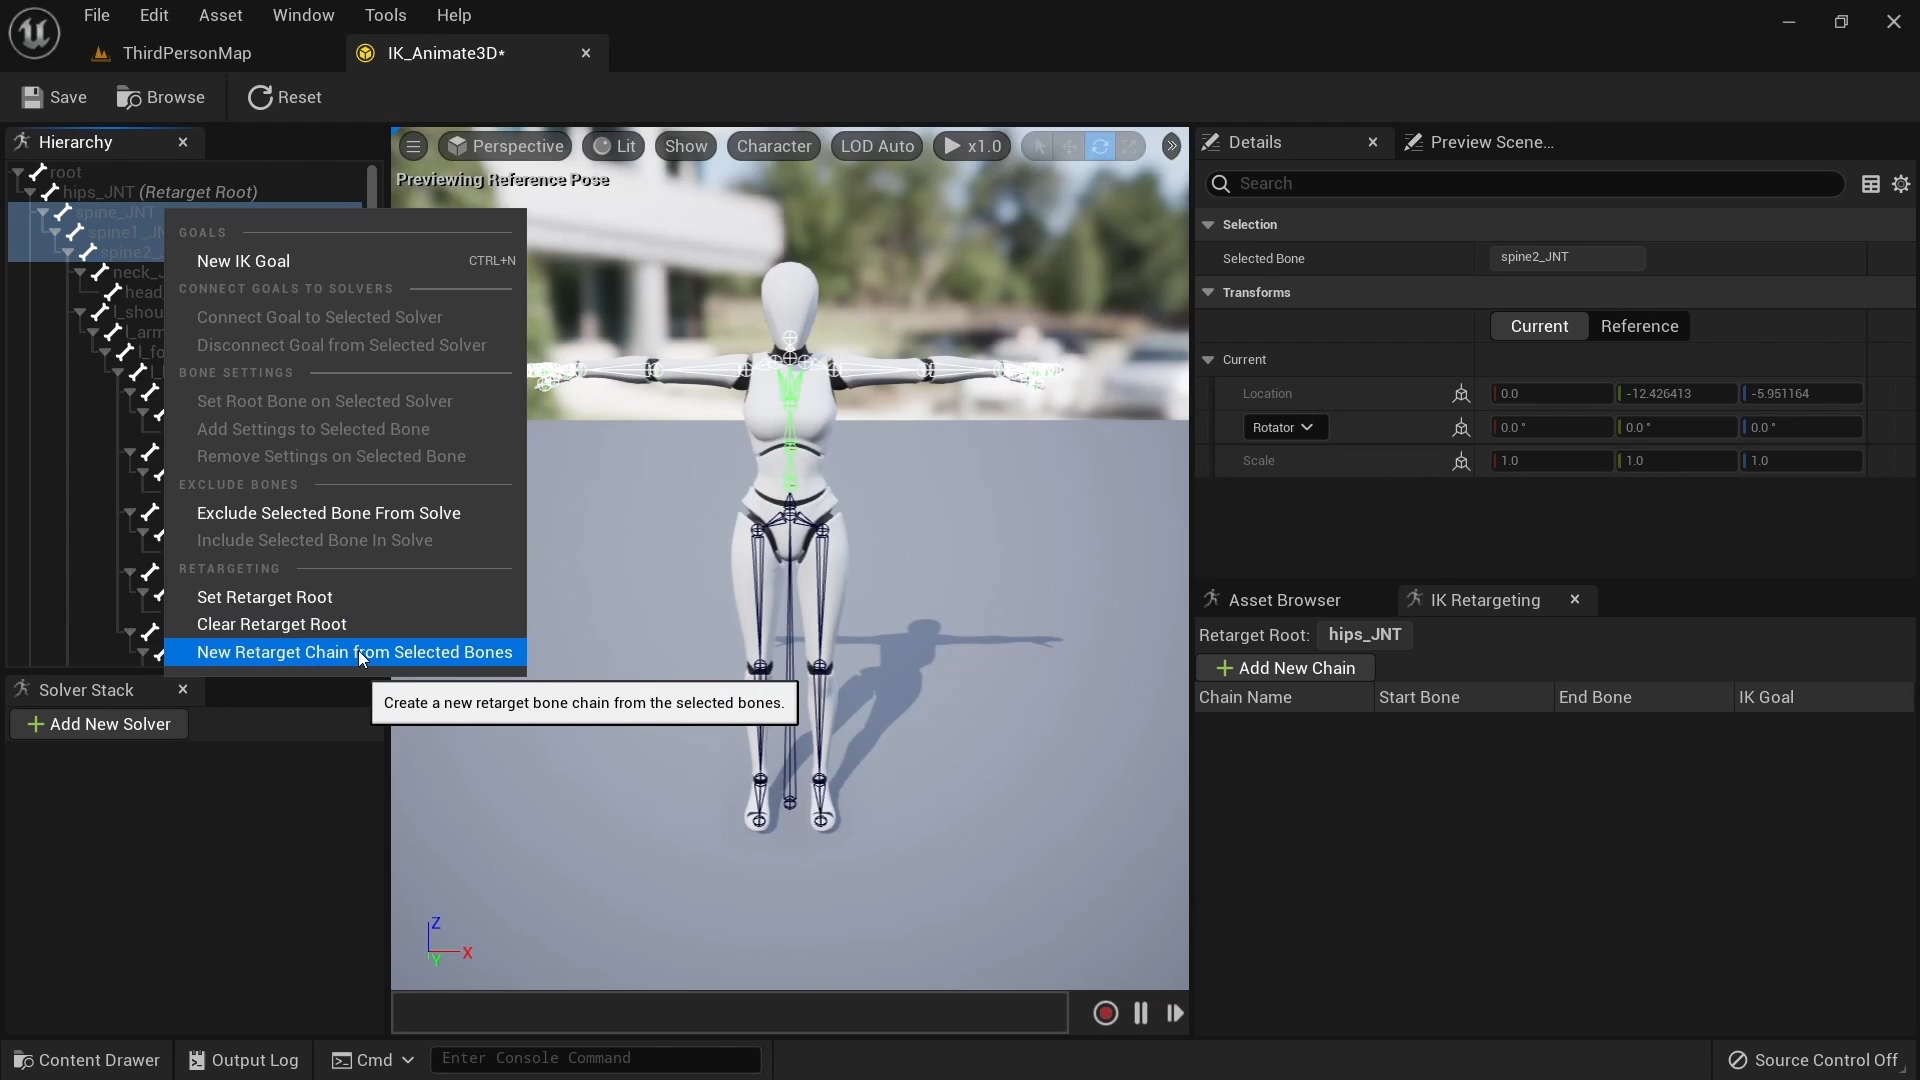 File Edit Asset Window Tools Help
ThirdPersonMap
IK_Animate3D*
Save Browse Reset
Hierarchy
root
hips_JNT (Retarget Root)
spine_JNT
GOALS
New IK Goal CTRL+N
CONNECT GOALS TO SOLVERS
Connect Goal to Selected Solver
Disconnect Goal from Selected Solver
BONE SETTINGS
Set Root Bone on Selected Solver
Add Settings to Selected Bone
Remove Settings on Selected Bone
EXCLUDE BONES
Exclude Selected Bone From Solve
Include Selected Bone In Solve
RETARGETING
Set Retarget Root
Clear Retarget Root
New Retarget Chain from Selected Bones
Create a new retarget bone chain from the selected bones.
Solver Stack
Add New Solver
Perspective Lit Show Character LOD Auto x1.0
Previewing Reference Pose
Z
X
Y
Details Preview Scene...
Search
Selection
Selected Bone spine2_JNT
Transforms
Current Reference
Current
Location 0.0 -12.426413 -5.951164
Rotator 0.0 ° 0.0 ° 0.0 °
Scale 1.0 1.0 1.0
Asset Browser IK Retargeting
Retarget Root: hips_JNT
Add New Chain
Chain Name Start Bone End Bone IK Goal
Content Drawer Output Log Cmd Enter Console Command Source Control Off